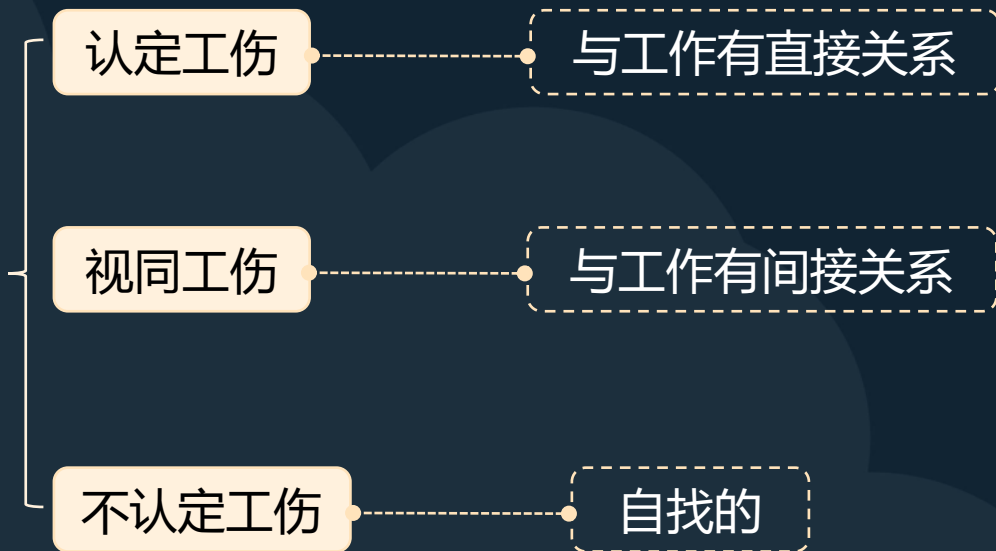 认定工伤
与工作有直接关系
视同工伤
与工作有间接关系
不认定工伤
自找的